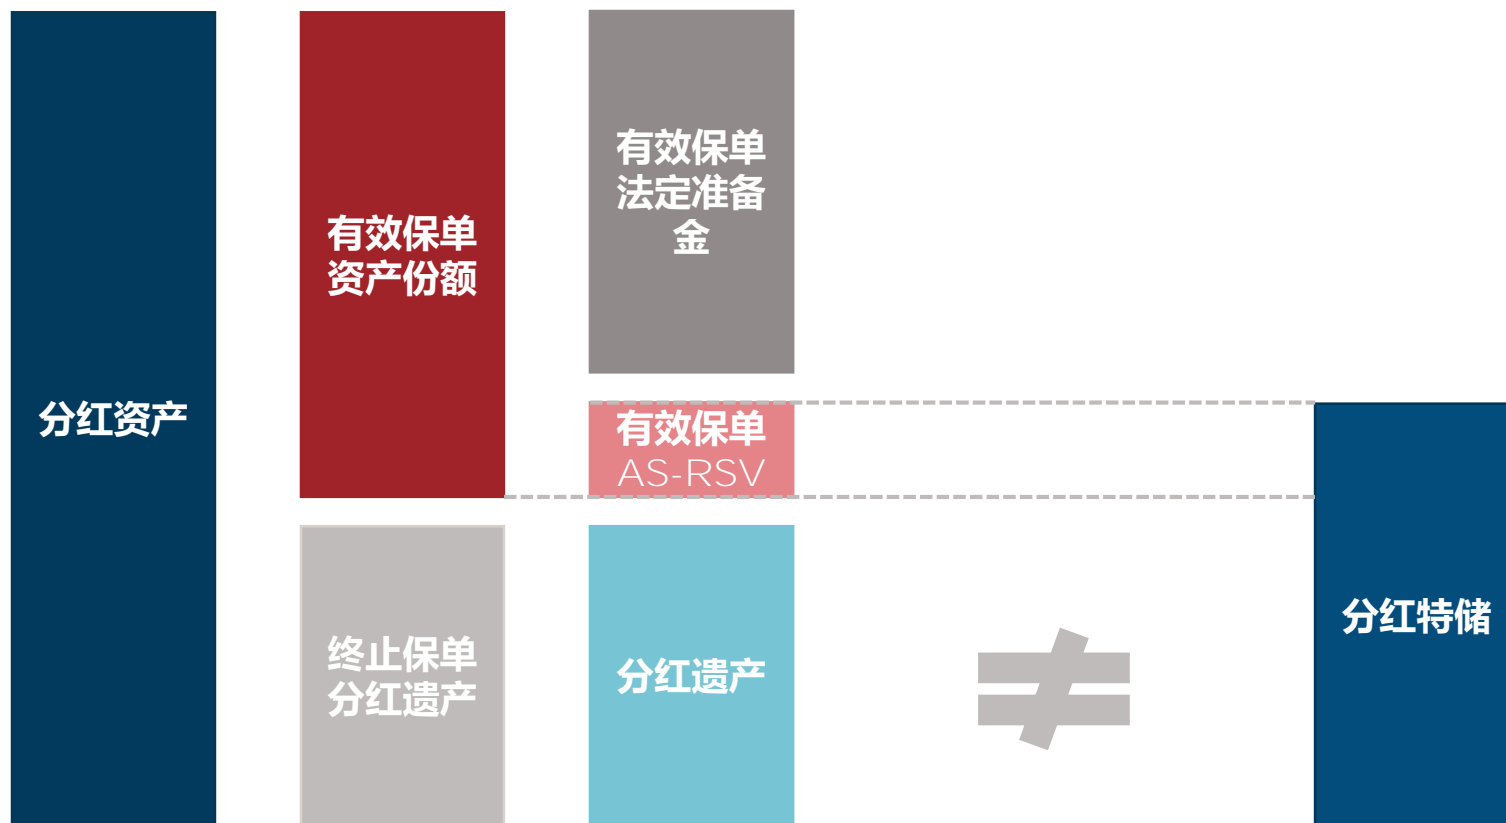 分红资产
有效保单
资产份额
终止保单
分红遗产
有效保单
法定准备
金
有效保单
AS-RSV
分红遗产
≠
分红特储